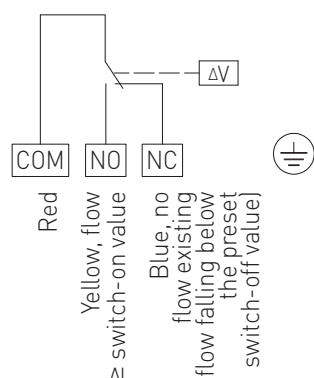 ΔV
COM
NO
NC
Red
Yellow, flow
≥ switch-on value
Blue, no
flow existing
flow falling below
the preset
switch-off value)